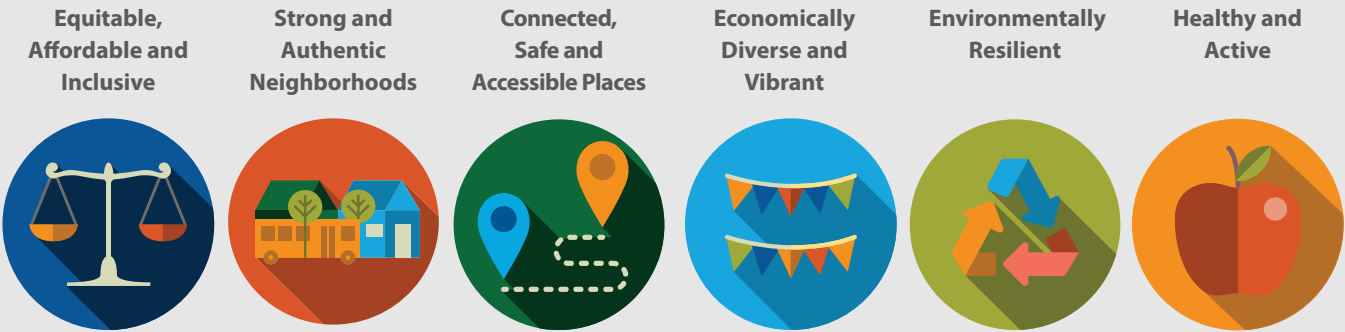 Equitable,
Affordable and
Inclusive
Strong and
Authentic
Neighborhoods
Connected,
Safe and
Accessible Places
Economically
Diverse and
Vibrant
Environmentally
Resilient
Healthy and
Active